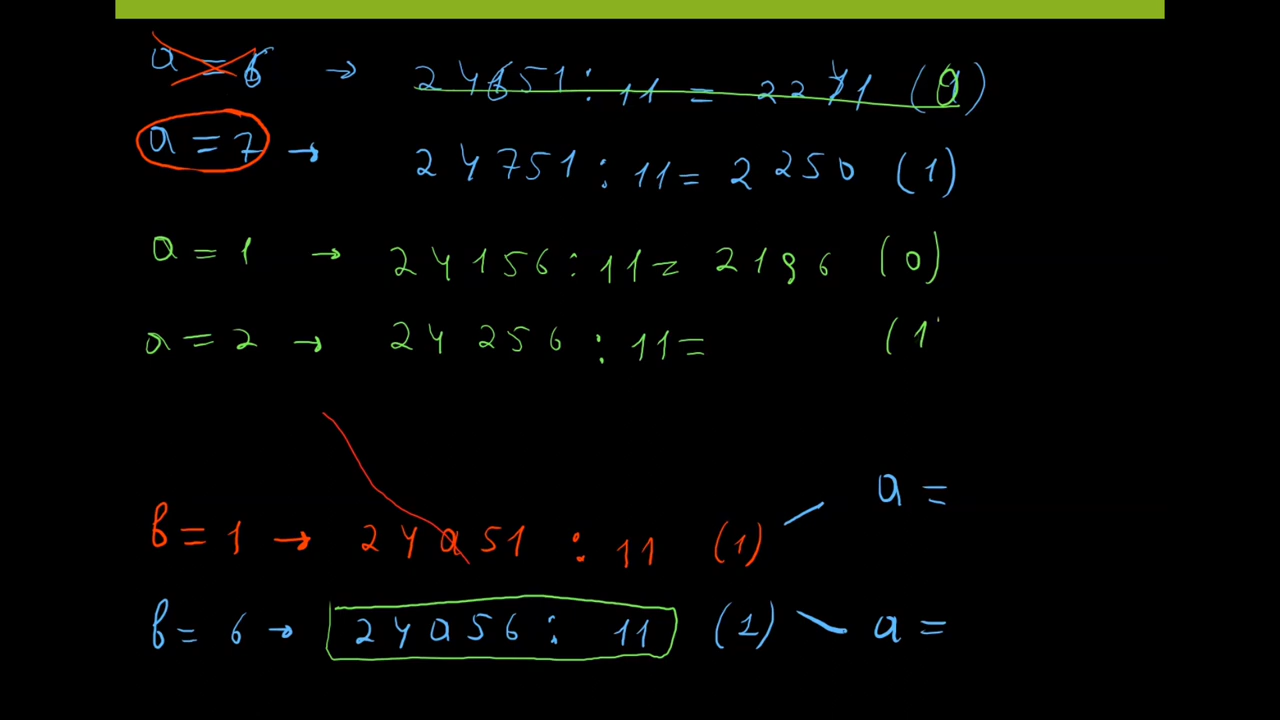 a = 6 → 24651 : 11 = 2241 (0)
a = 7 → 24751 : 11 = 2250 (1)
a = 1 → 24156 : 11 = 2196 (0)
a = 2 → 24256 : 11 = (1
a =
в = 1 → 24a51 : 11 (1)
в = 6 → 24a56 : 11 (1) a =